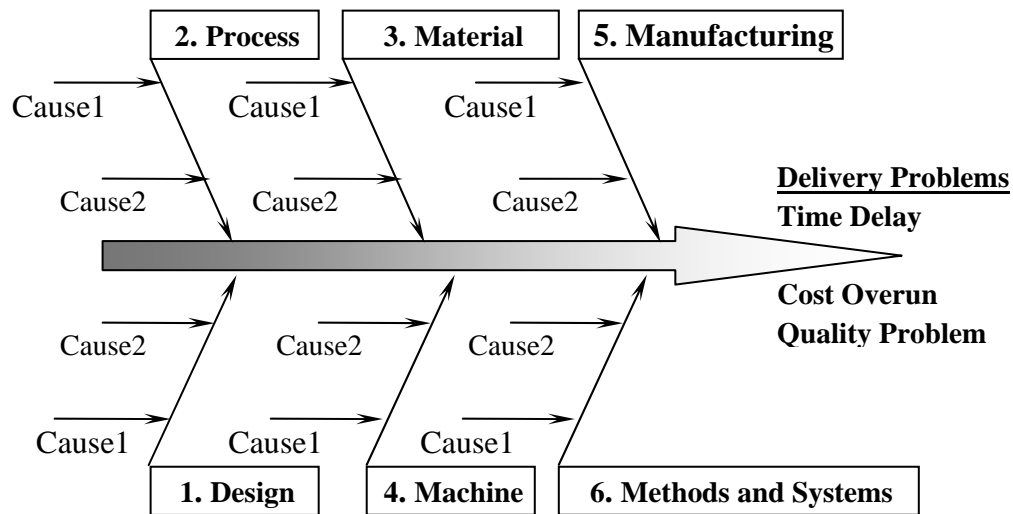 2. Process
3. Material
5. Manufacturing
Cause1
Cause1
Cause1
Cause2
Cause2
Cause2
Delivery Problems
Time Delay
Cost Overun
Quality Problem
Cause2
Cause2
Cause2
Cause1
Cause1
Cause1
1. Design
4. Machine
6. Methods and Systems